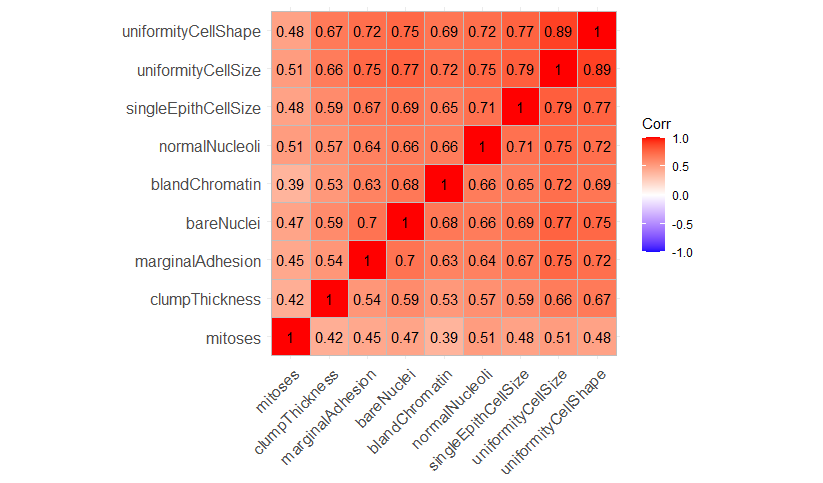 uniformityCellShape 0.48 0.67 0.72 0.75 0.69 0.72 0.77 0.89 1
uniformityCellSize 0.51 0.66 0.75 0.77 0.72 0.75 0.79 1 0.89
singleEpithCellSize 0.48 0.59 0.67 0.69 0.65 0.71 1 0.79 0.77
normalNucleoli 0.51 0.57 0.64 0.66 0.66 1 0.71 0.75 0.72
blandChromatin 0.39 0.53 0.63 0.68 1 0.66 0.65 0.72 0.69
bareNuclei 0.47 0.59 0.7 1 0.68 0.66 0.69 0.77 0.75
marginalAdhesion 0.45 0.54 1 0.7 0.63 0.64 0.67 0.75 0.72
clumpThickness 0.42 1 0.54 0.59 0.53 0.57 0.59 0.66 0.67
mitoses 1 0.42 0.45 0.47 0.39 0.51 0.48 0.51 0.48
mitoses
clumpThickness
marginalAdhesion
bareNuclei
blandChromatin
normalNucleoli
singleEpithCellSize
uniformityCellSize
uniformityCellShape
Corr
1.0
0.5
0.0
-0.5
-1.0